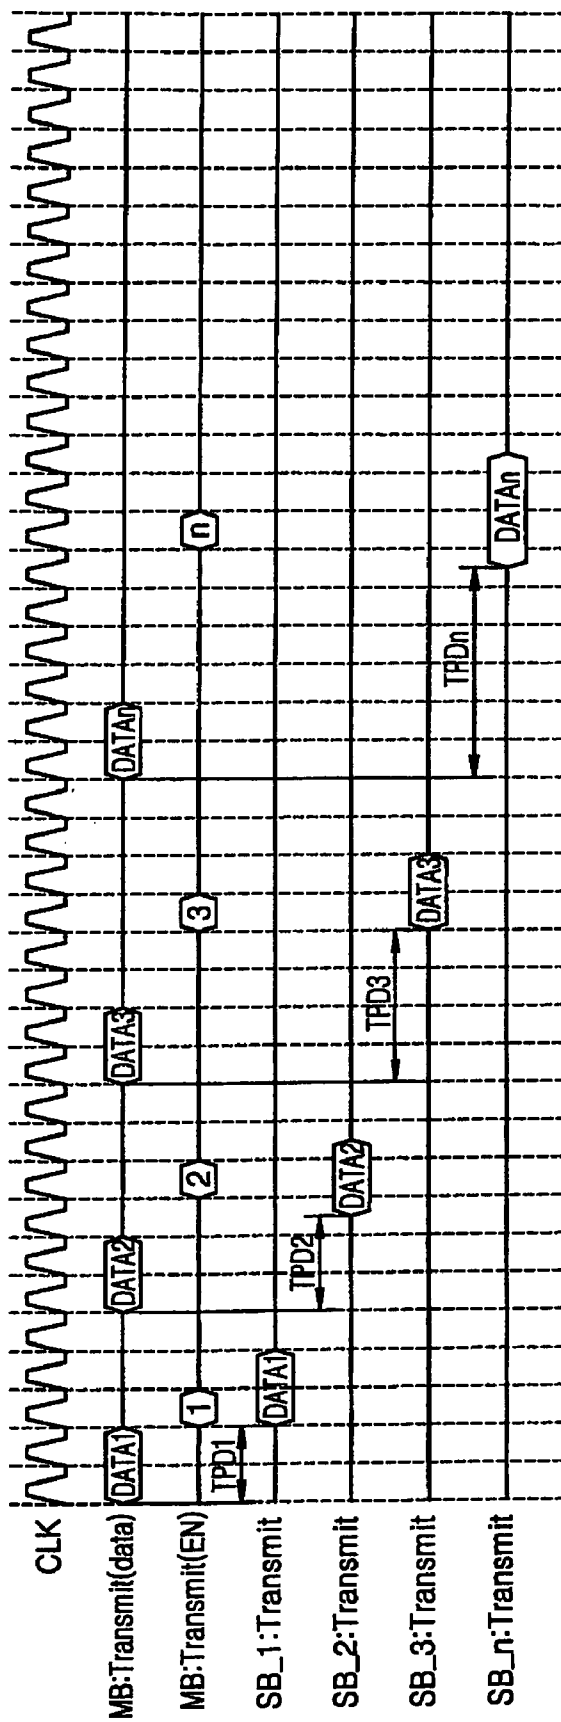 CLK
MB:Transmit(data) DATA1 DATA2 DATA3 DATAn
MB:Transmit(EN) 1 2 3 n
TPD1
SB_1:Transmit DATA1
TPD2
SB_2:Transmit DATA2
TPD3
SB_3:Transmit DATA3
TPDn
SB_n:Transmit DATAn